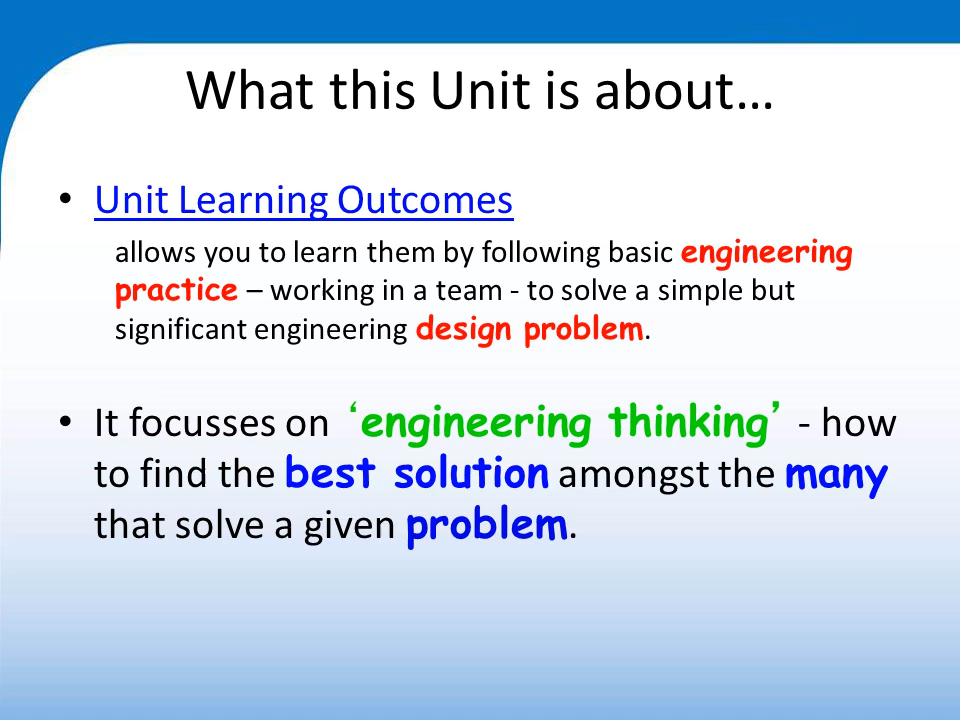 What this Unit is about…
• Unit Learning Outcomes
allows you to learn them by following basic engineering
practice – working in a team - to solve a simple but
significant engineering design problem.
• It focusses on ‘engineering thinking’ - how
to find the best solution amongst the many
that solve a given problem.